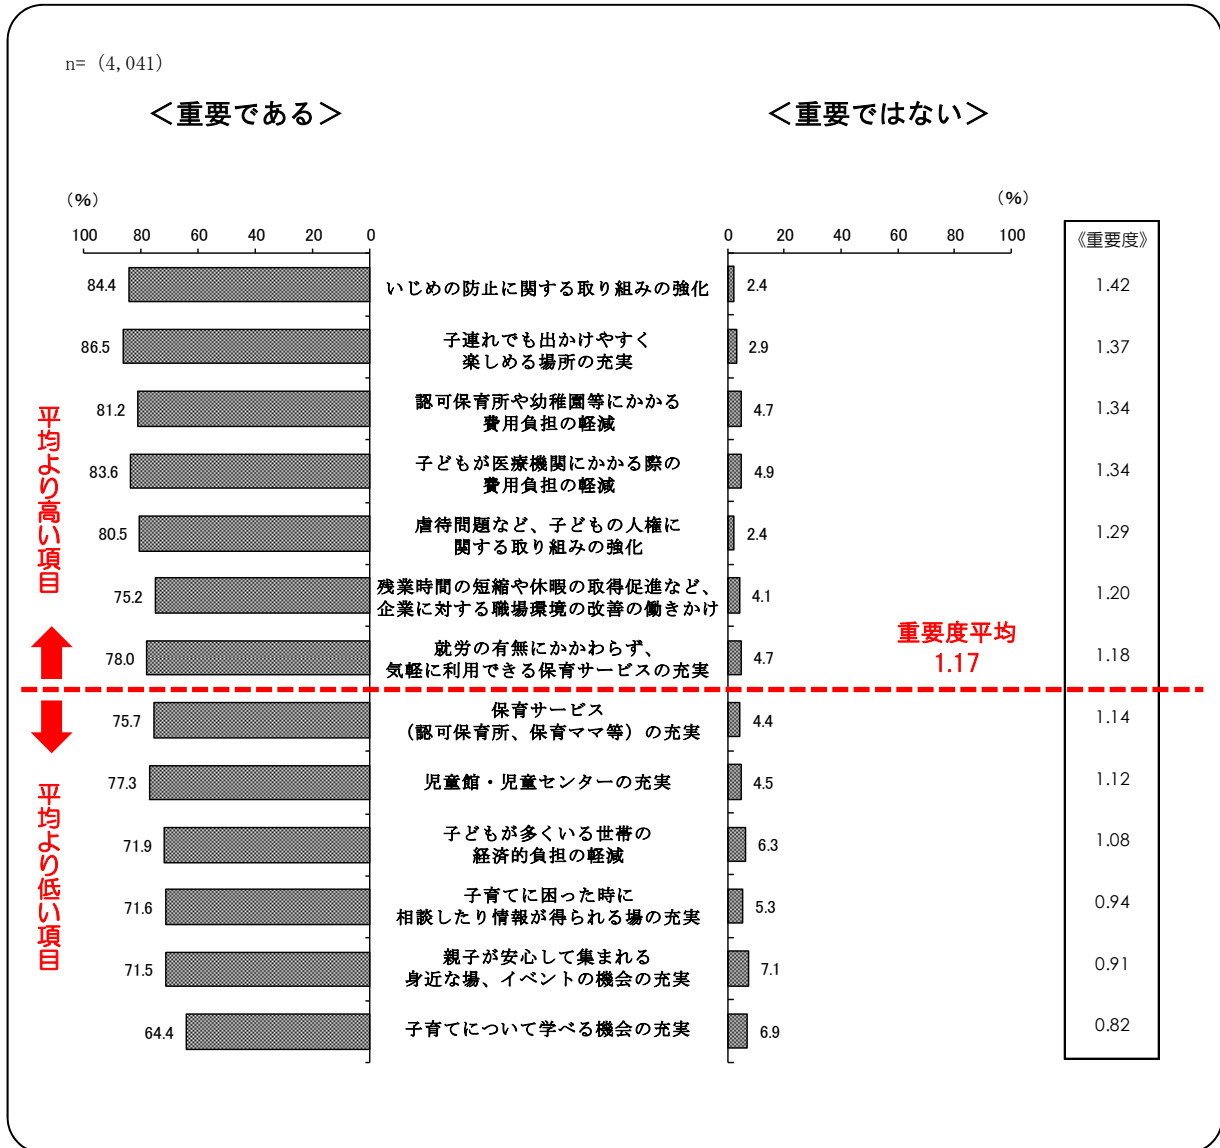 n=（4,041）
＜重要である＞
＜重要ではない＞
（%）
（%）
100 80 60 40 20 0
0 20 40 60 80 100
《重要度》
84.4 いじめの防止に関する取り組みの強化 2.4 1.42
子連れでも出かけやすく
楽しめる場所の充実
86.5 2.9 1.37
認可保育所や幼稚園等にかかる
費用負担の軽減
81.2 4.7 1.34
子どもが医療機関にかかる際の
費用負担の軽減
83.6 4.9 1.34
虐待問題など、子どもの人権に
関する取り組みの強化
80.5 2.4 1.29
残業時間の短縮や休暇の取得促進など、
企業に対する職場環境の改善の働きかけ
75.2 4.1 1.20
就労の有無にかかわらず、
気軽に利用できる保育サービスの充実
78.0 4.7 1.18
平均より高い項目
重要度平均
1.17
保育サービス
（認可保育所、保育ママ等）の充実
75.7 4.4 1.14
77.3 児童館・児童センターの充実 4.5 1.12
子どもが多くいる世帯の
経済的負担の軽減
71.9 6.3 1.08
子育てに困った時に
相談したり情報が得られる場の充実
71.6 5.3 0.94
親子が安心して集まれる
身近な場、イベントの機会の充実
71.5 7.1 0.91
64.4 子育てについて学べる機会の充実 6.9 0.82
平均より低い項目